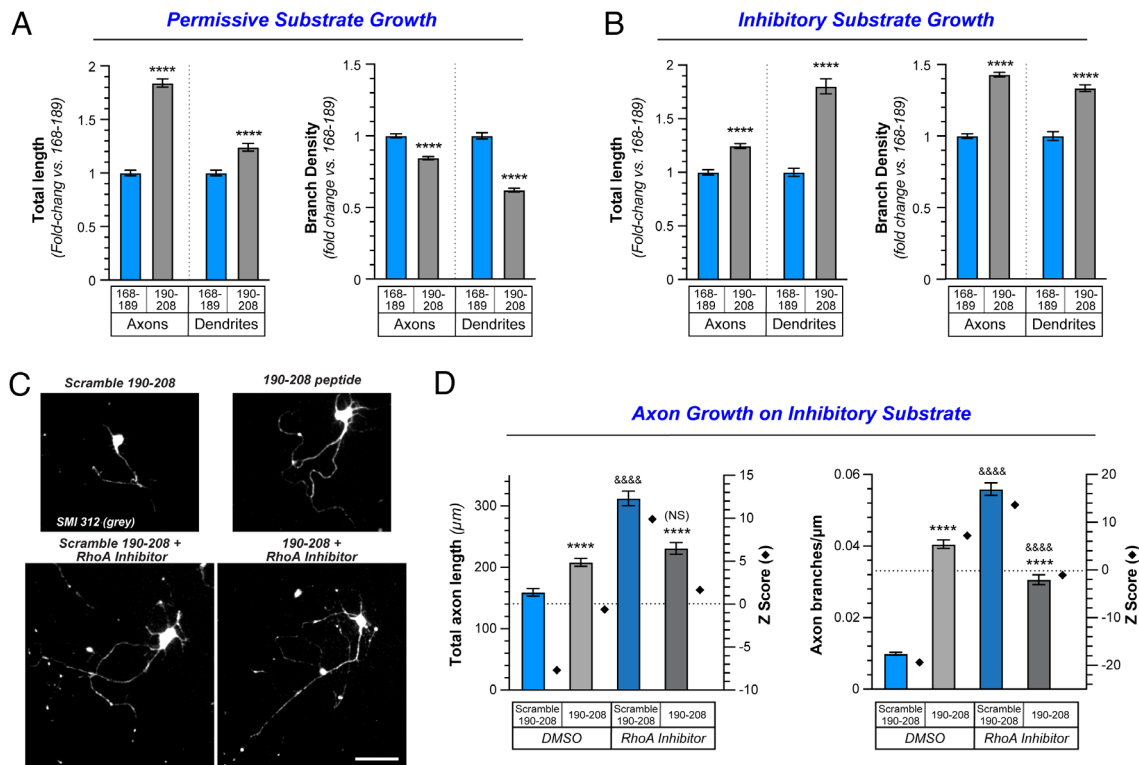 A
Permissive Substrate Growth
Total length
(Fold-chang vs. 168-189)
2
1.5
1
0.5
0
****
****
168-189
190-208
168-189
190-208
Axons
Dendrites
Branch Density
(fold change vs. 168-189)
1.5
1
0.5
0
****
****
168-189
190-208
168-189
190-208
Axons
Dendrites
B
Inhibitory Substrate Growth
Total length
(Fold-chang vs. 168-189)
2
1.5
1
0.5
0
****
****
168-189
190-208
168-189
190-208
Axons
Dendrites
Branch Density
(fold change vs. 168-189)
1.5
1
0.5
0
****
****
168-189
190-208
168-189
190-208
Axons
Dendrites
C
Scramble 190-208
190-208 peptide
SMI 312 (grey)
Scramble 190-208 +
RhoA Inhibitor
190-208 +
RhoA Inhibitor
D
Axon Growth on Inhibitory Substrate
Total axon length (µm)
300
200
100
0
****
&&&&
(NS)
****
15
10
5
0
-5
-10
Z Score (◆)
Scramble
190-208
190-208
Scramble
190-208
190-208
DMSO
RhoA Inhibitor
Axon branches/µm
0.06
0.04
0.02
0
****
&&&&
&&&&
****
20
10
0
-10
-20
Z Score (◆)
Scramble
190-208
190-208
Scramble
190-208
190-208
DMSO
RhoA Inhibitor